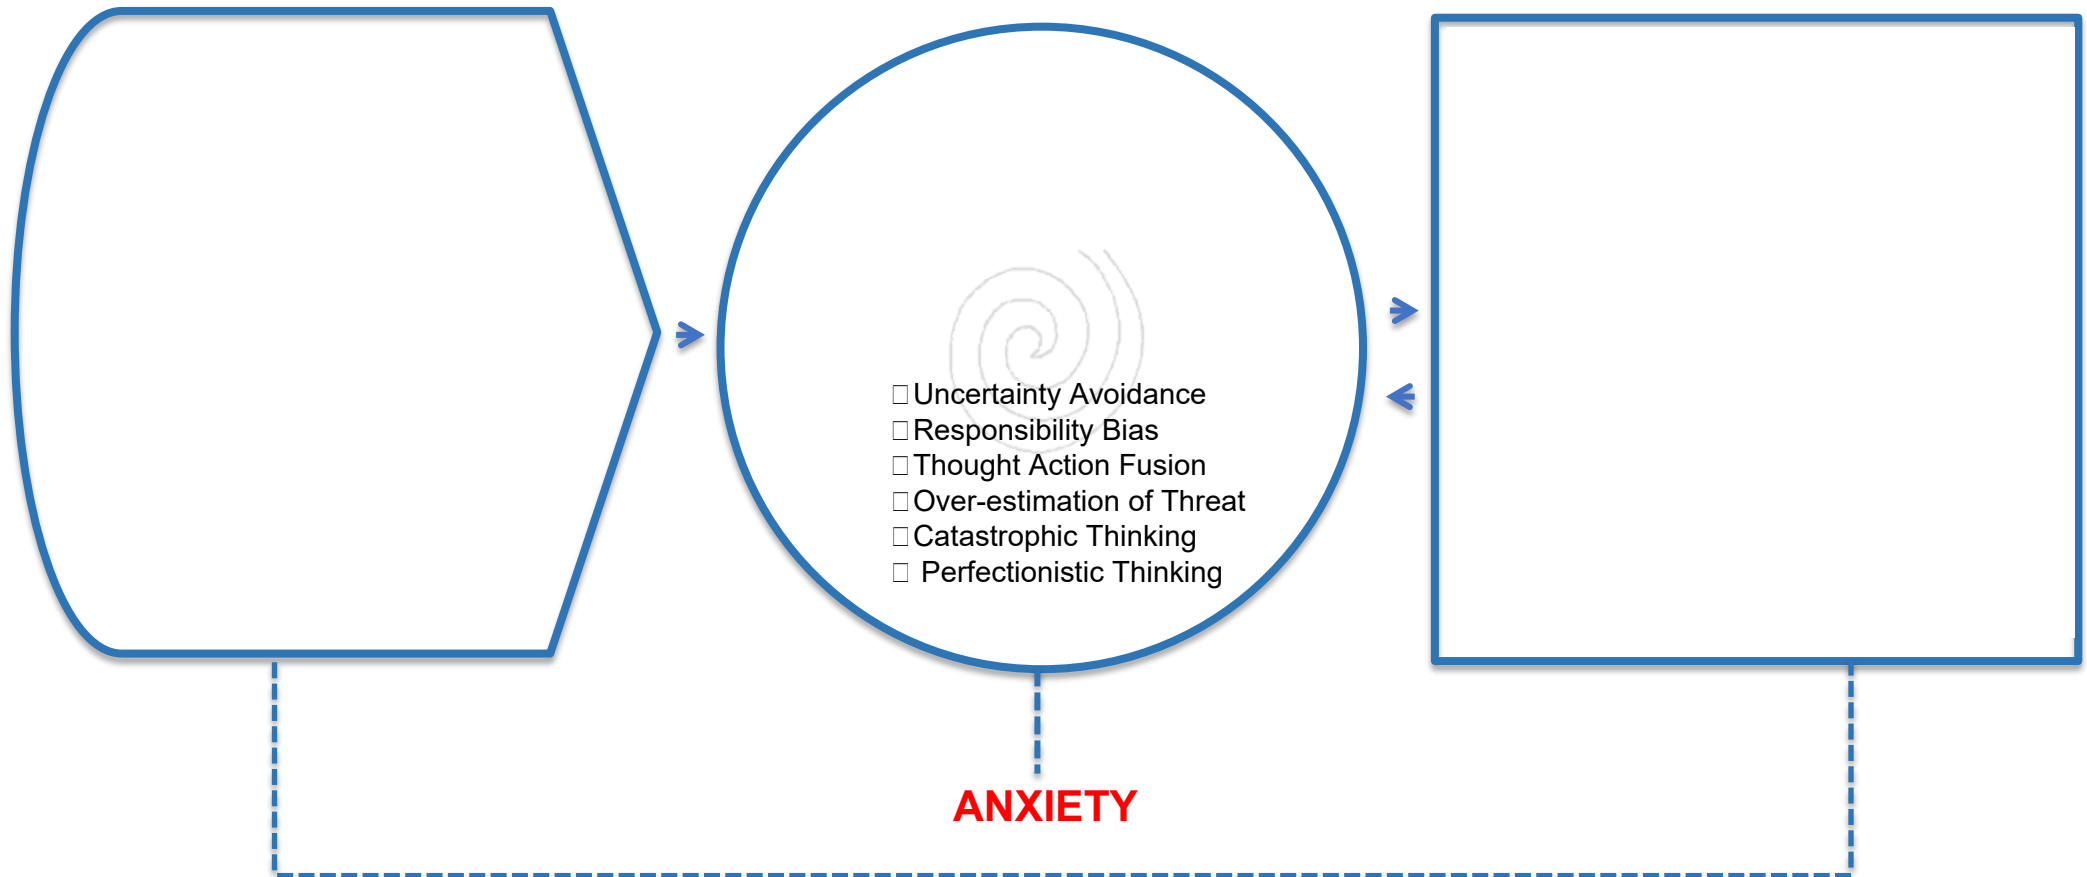 □Uncertainty Avoidance
□Responsibility Bias
□Thought Action Fusion
□Over-estimation of Threat
□Catastrophic Thinking
□ Perfectionistic Thinking
ANXIETY